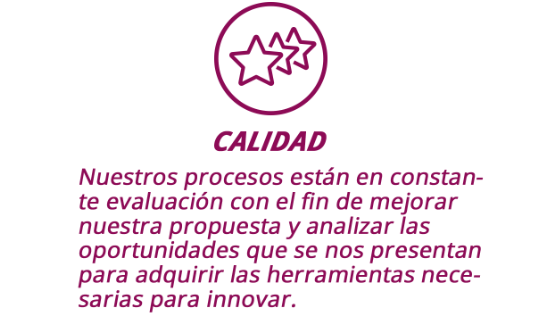 CALIDAD
Nuestros procesos están en constan-
te evaluación con el fin de mejorar
nuestra propuesta y analizar las
oportunidades que se nos presentan
para adquirir las herramientas nece-
sarias para innovar.